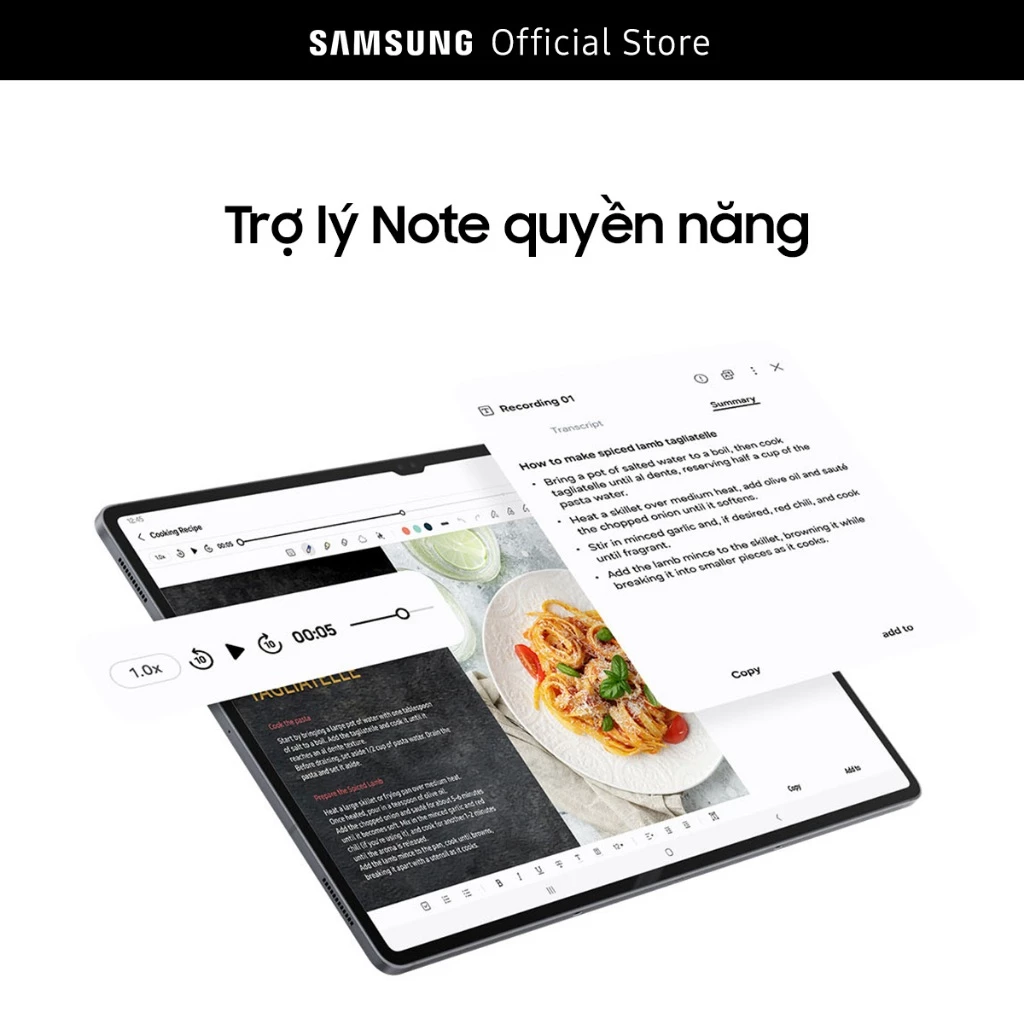 SAMSUNG Official Store
Trợ lý Note quyền năng
Recording 01
Transcript
Summary
How to make spiced lamb tagliatelle
• Bring a pot of salted water to a boil, then cook
tagliatelle until al dente, reserving half a cup of the
pasta water.
• Heat a skillet over medium heat, add olive oil and sauté
the chopped onion until it softens.
• Stir in minced garlic and, if desired, red chili, and cook
until fragrant.
• Add the lamb mince to the skillet, browning it while
breaking it into smaller pieces as it cooks.
Copy
add to
12:45
Cooking Recipe
1.0x
00:05
1.0x
10
10
00:05
TAGLIATELLE
Cook the pasta
Start by bringing a large pot of water with one tablespoon
of salt to a boil. Add the tagliatelle and cook it until it
reaches an al dente texture.
Before draining, set aside 1/2 cup of pasta water. Drain the
pasta and set it aside.
Prepare the Spiced Lamb
Heat a large skillet or frying pan over medium heat.
Once heated, pour in a teaspoon of olive oil.
Add the chopped onion and sauté for about 5-6 minutes
until it becomes soft. Mix in the minced garlic and red
chili (if you're using it), and cook for another 1-2 minutes
until the aroma is released.
Add the lamb mince to the pan, cook until browns,
breaking it apart with a utensil as it cooks.
Copy
Add to